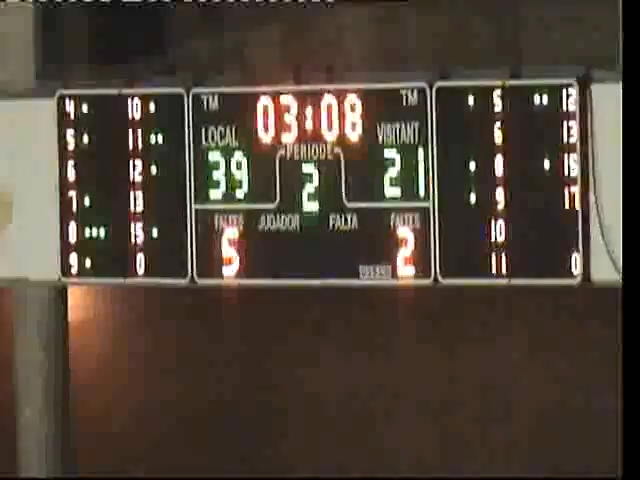 4 10
5 11
6 12
7 13
8 15
9 0
TM 03:08 TM
LOCAL VISITANT
PERIODE
39 2 21
FALTES JUGADOR FALTA FALTES
5 2
5 12
6 13
8 15
9 17
10
11 0